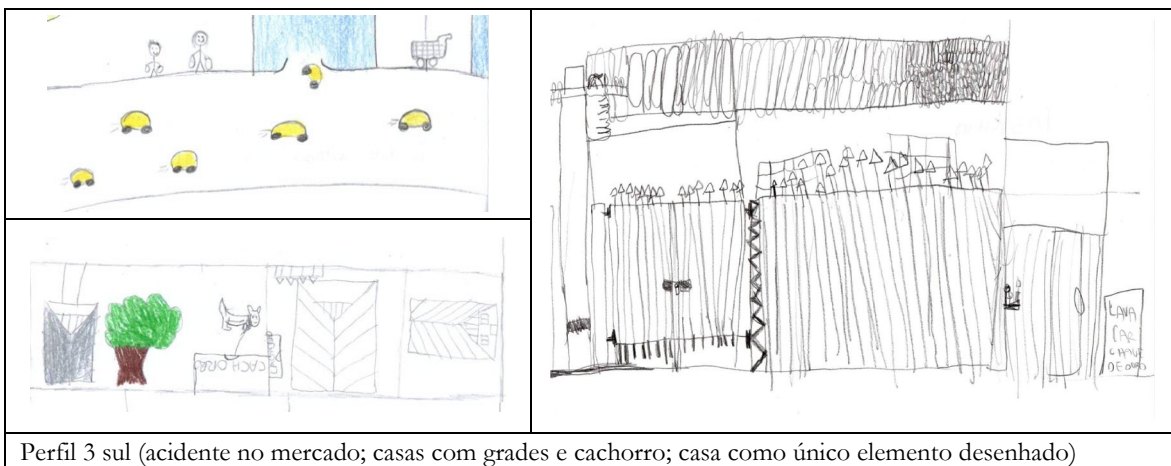 CACHORRO
LAVA
CAR
CHAVE
DE OURO
Perfil 3 sul (acidente no mercado; casas com grades e cachorro; casa como único elemento desenhado)